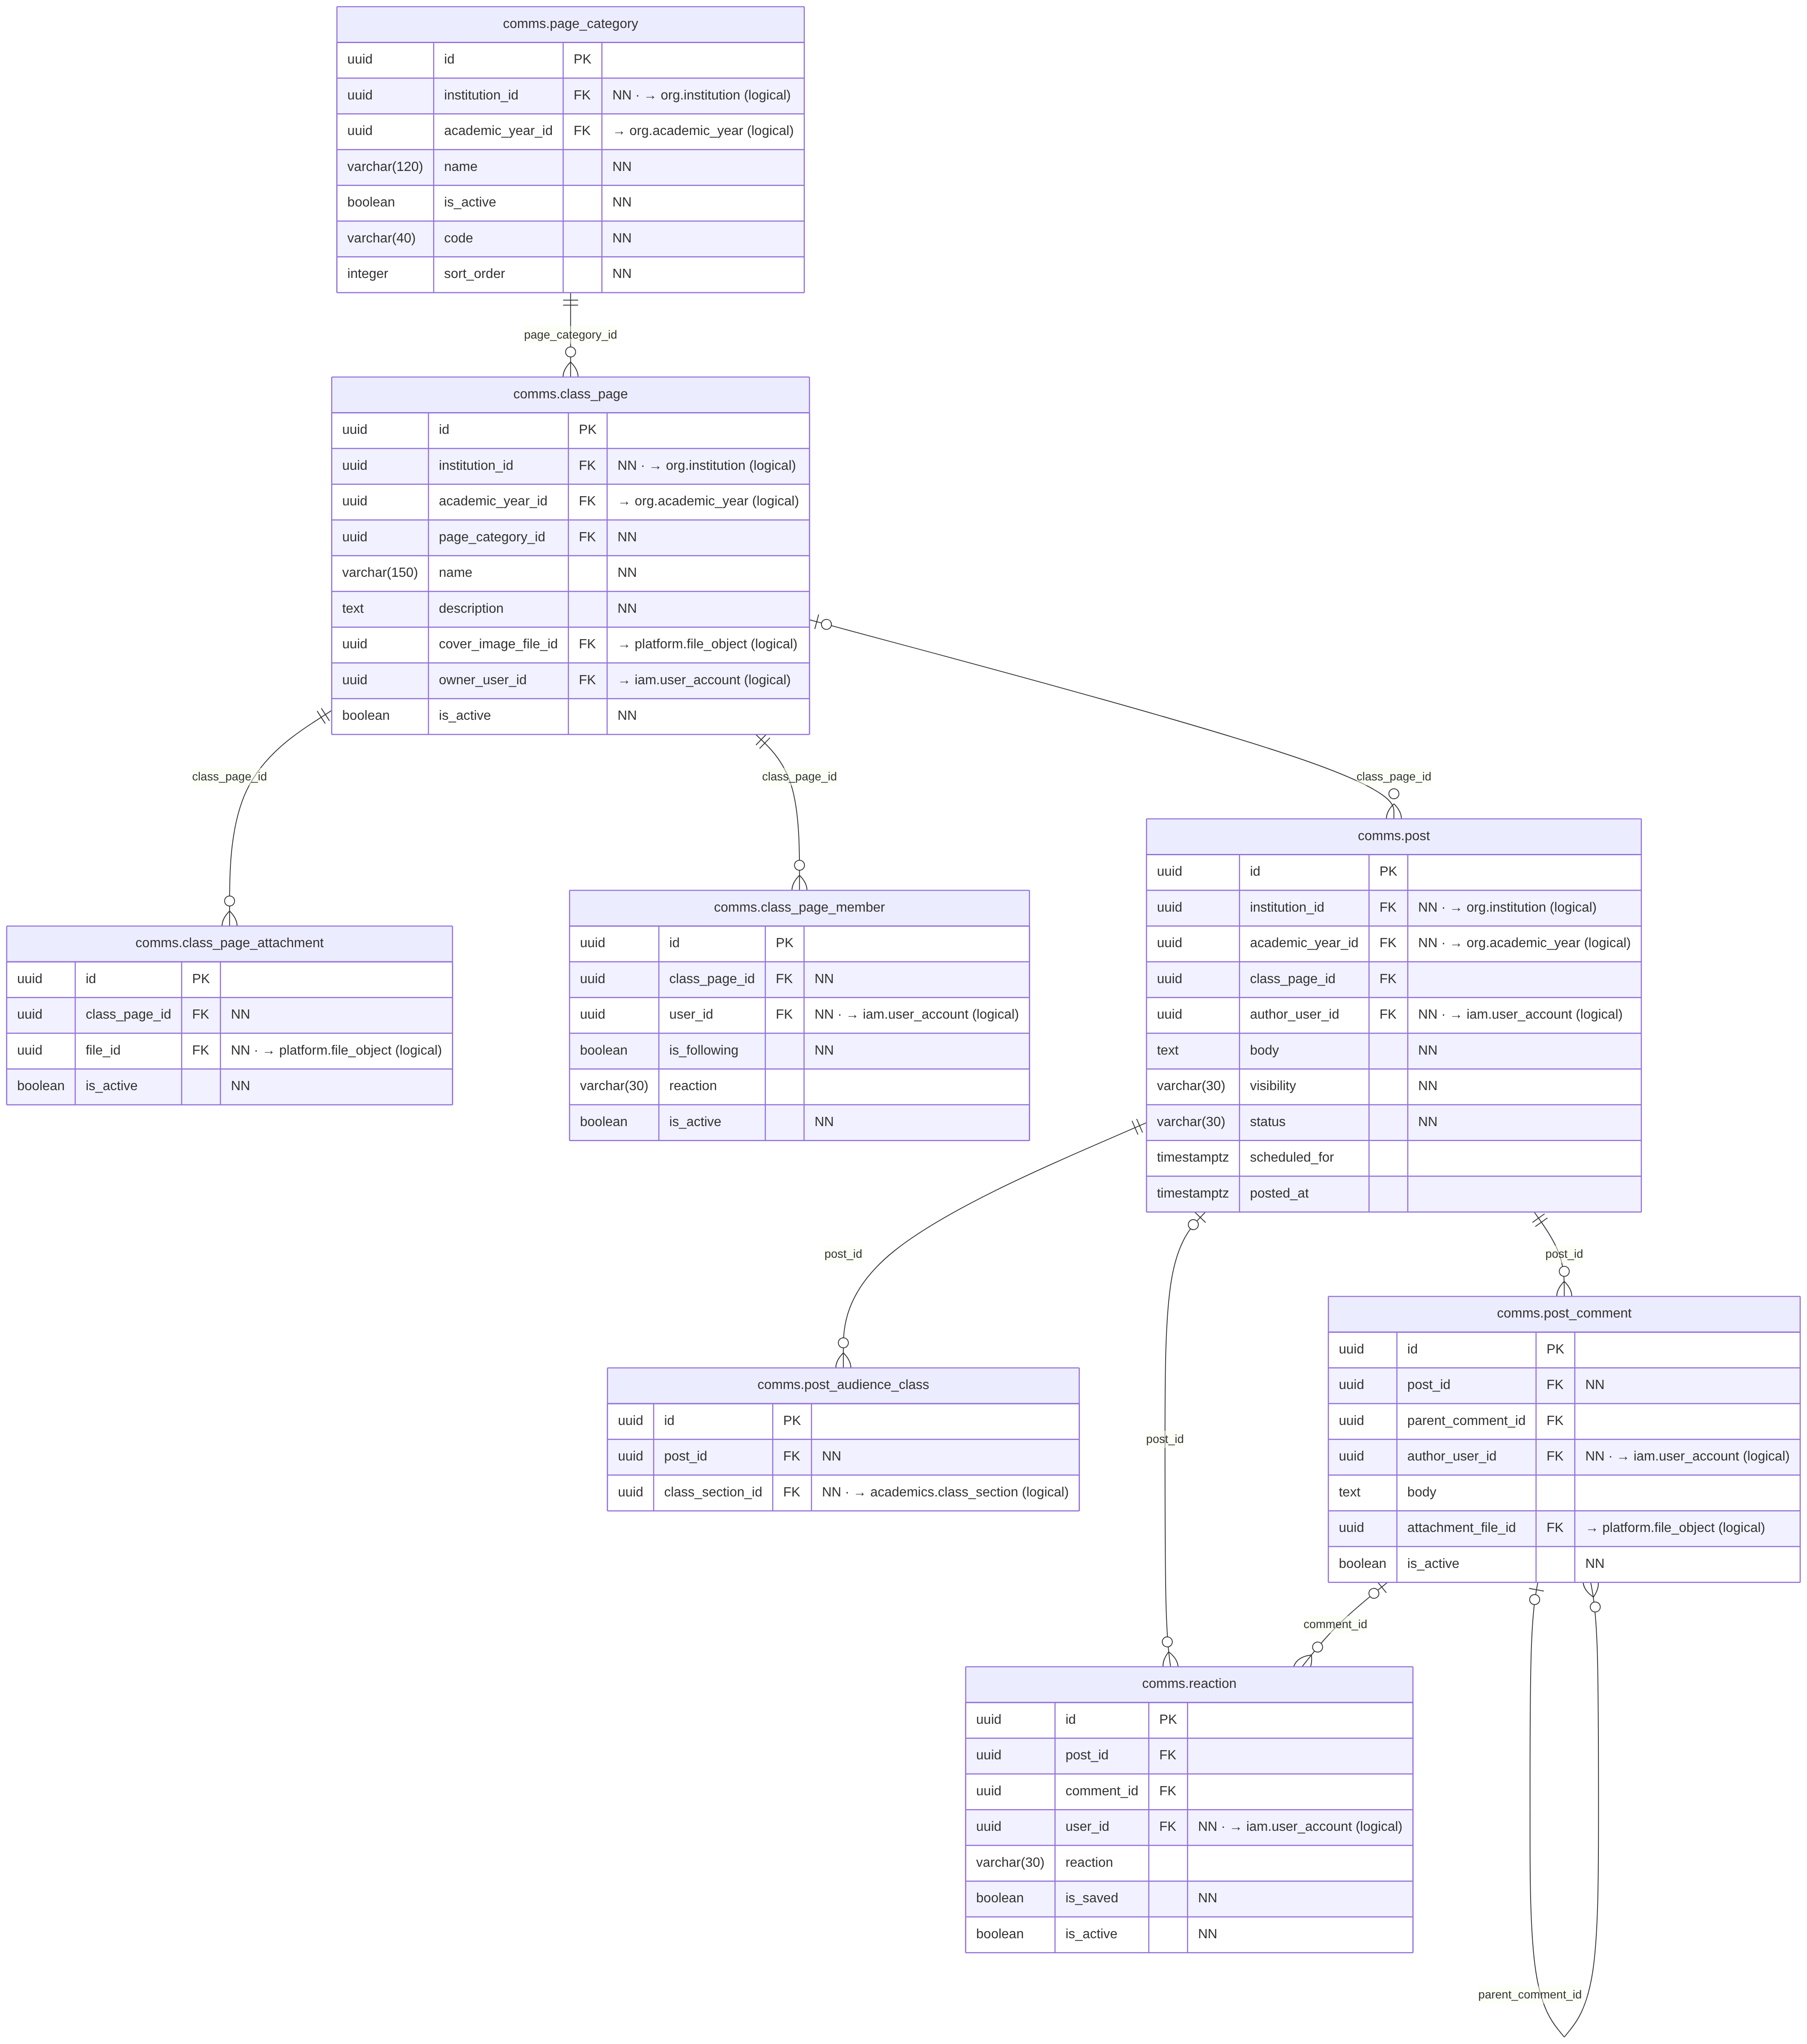 comms.page_category
uuid id PK
uuid institution_id FK NN · → org.institution (logical)
uuid academic_year_id FK → org.academic_year (logical)
varchar(120) name NN
boolean is_active NN
varchar(40) code NN
integer sort_order NN
page_category_id
comms.class_page
uuid id PK
uuid institution_id FK NN · → org.institution (logical)
uuid academic_year_id FK → org.academic_year (logical)
uuid page_category_id FK NN
varchar(150) name NN
text description NN
uuid cover_image_file_id FK → platform.file_object (logical)
uuid owner_user_id FK → iam.user_account (logical)
boolean is_active NN
class_page_id
class_page_id
class_page_id
comms.class_page_attachment
uuid id PK
uuid class_page_id FK NN
uuid file_id FK NN · → platform.file_object (logical)
boolean is_active NN
comms.class_page_member
uuid id PK
uuid class_page_id FK NN
uuid user_id FK NN · → iam.user_account (logical)
boolean is_following NN
varchar(30) reaction
boolean is_active NN
comms.post
uuid id PK
uuid institution_id FK NN · → org.institution (logical)
uuid academic_year_id FK NN · → org.academic_year (logical)
uuid class_page_id FK
uuid author_user_id FK NN · → iam.user_account (logical)
text body NN
varchar(30) visibility NN
varchar(30) status NN
timestamptz scheduled_for
timestamptz posted_at
post_id
post_id
post_id
comms.post_audience_class
uuid id PK
uuid post_id FK NN
uuid class_section_id FK NN · → academics.class_section (logical)
comms.post_comment
uuid id PK
uuid post_id FK NN
uuid parent_comment_id FK
uuid author_user_id FK NN · → iam.user_account (logical)
text body
uuid attachment_file_id FK → platform.file_object (logical)
boolean is_active NN
comment_id
comms.reaction
uuid id PK
uuid post_id FK
uuid comment_id FK
uuid user_id FK NN · → iam.user_account (logical)
varchar(30) reaction
boolean is_saved NN
boolean is_active NN
parent_comment_id